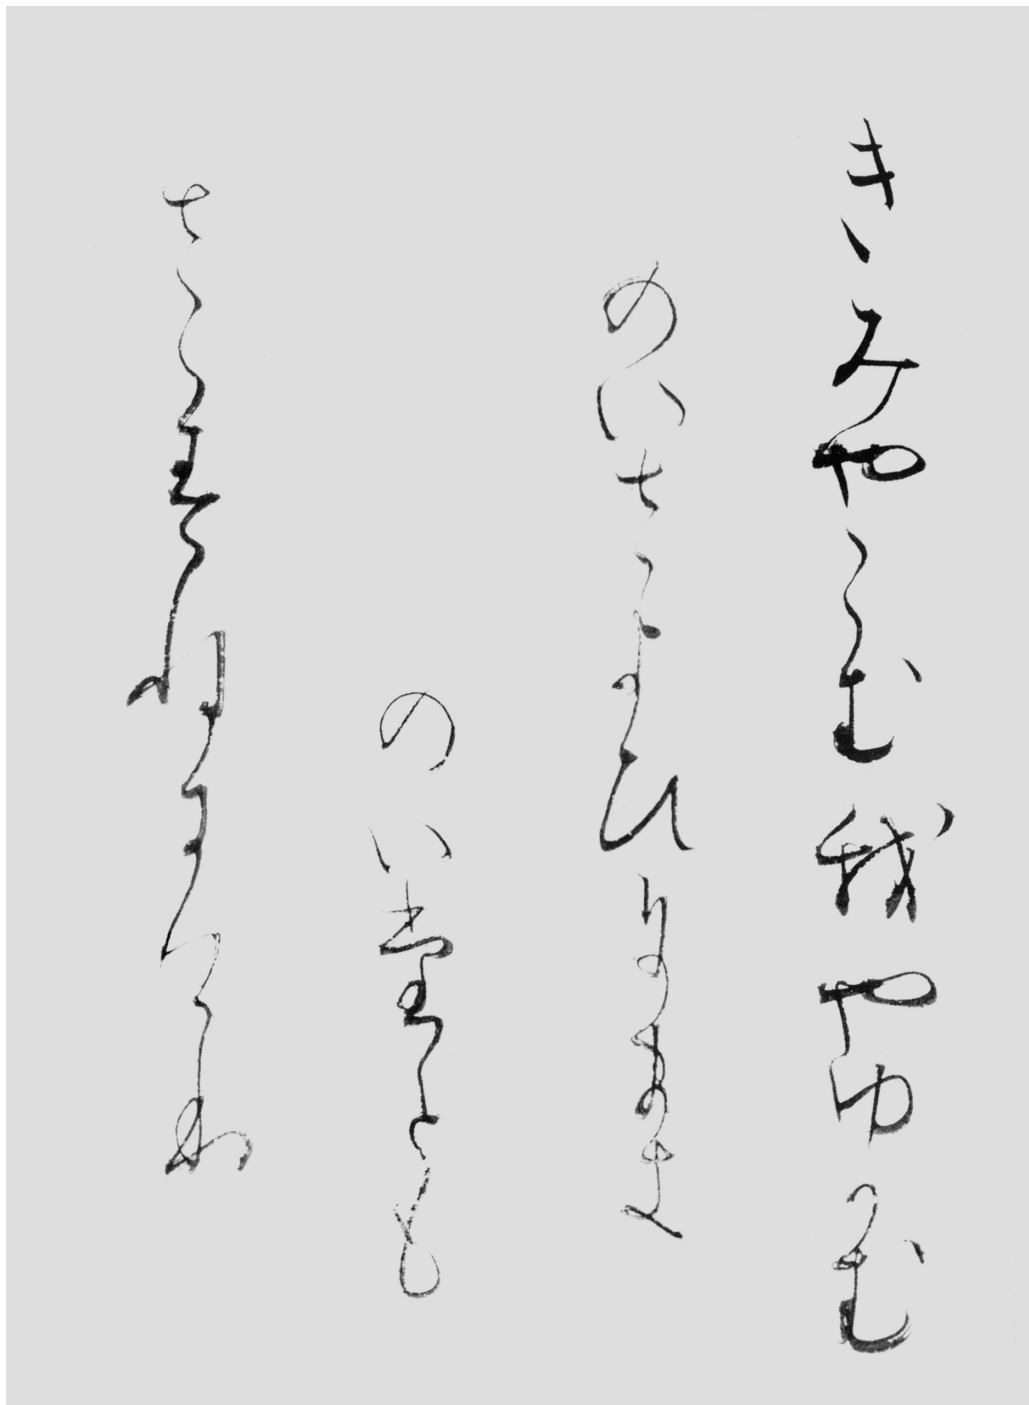 きみやこむ我やゆかむ
のいさよひにまき
のいたとも
さゝすねにけり